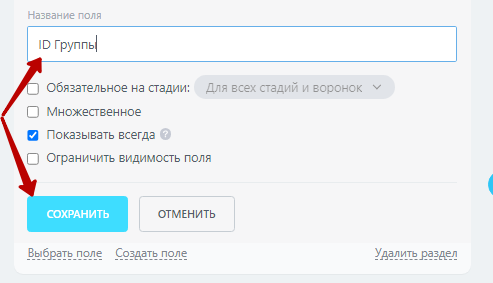 Название поля
ID Группы
Обязательное на стадии: Для всех стадий и воронок
Множественное
Показывать всегда ?
Ограничить видимость поля
СОХРАНИТЬ ОТМЕНИТЬ
Выбрать поле Создать поле Удалить раздел